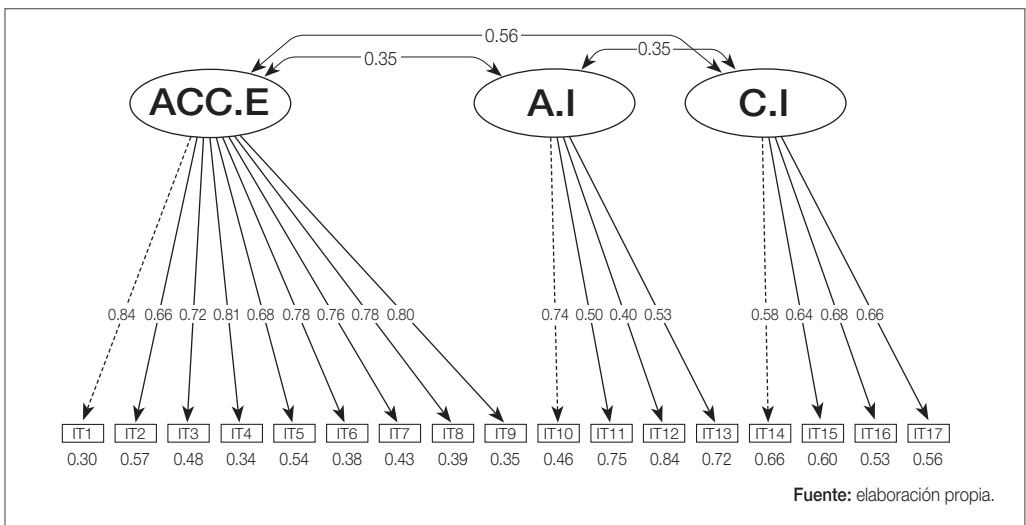 0.56
0.35 0.35
ACC.E A.I C.I
0.84 0.66 0.72 0.81 0.68 0.78 0.76 0.78 0.80 0.74 0.50 0.40 0.53 0.58 0.64 0.68 0.66
IT1 IT2 IT3 IT4 IT5 IT6 IT7 IT8 IT9 IT10 IT11 IT12 IT13 IT14 IT15 IT16 IT17
0.30 0.57 0.48 0.34 0.54 0.38 0.43 0.39 0.35 0.46 0.75 0.84 0.72 0.66 0.60 0.53 0.56
Fuente: elaboración propia.